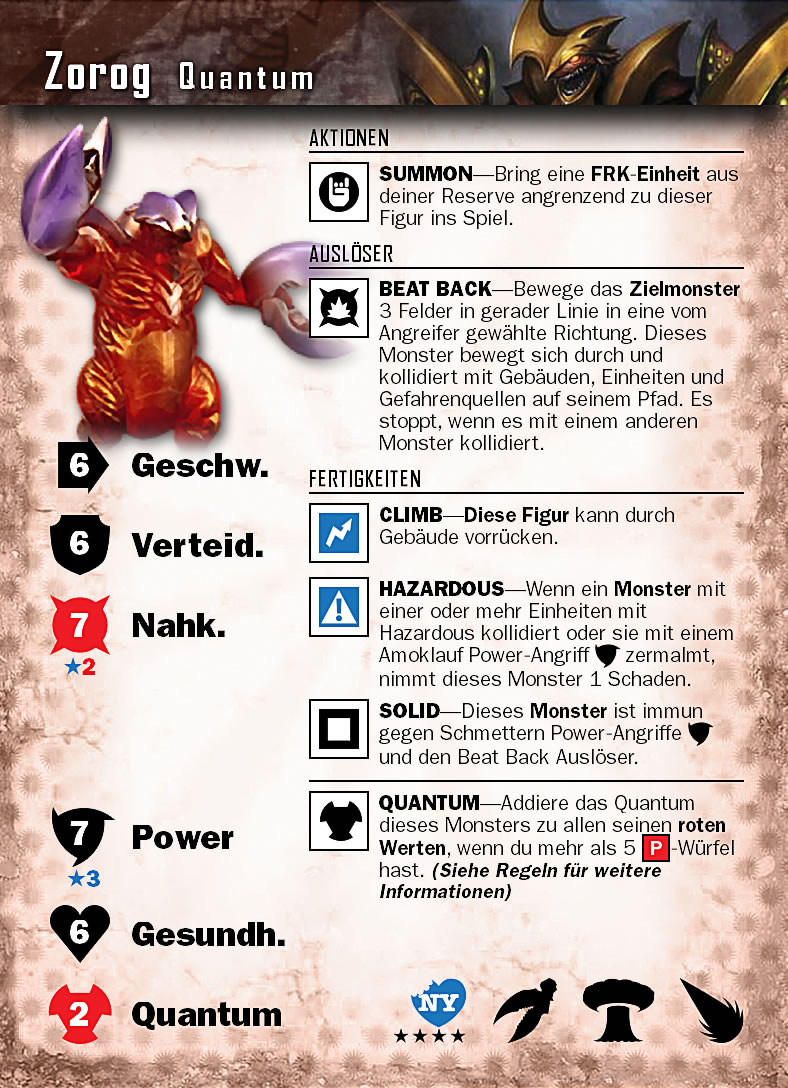 Zorog Quantum
AKTIONEN
SUMMON—Bring eine FRK-Einheit aus
deiner Reserve angrenzend zu dieser
Figur ins Spiel.
AUSLÖSER
BEAT BACK—Bewege das Zielmonster
3 Felder in gerader Linie in eine vom
Angreifer gewählte Richtung. Dieses
Monster bewegt sich durch und
kollidiert mit Gebäuden, Einheiten und
Gefahrenquellen auf seinem Pfad. Es
stoppt, wenn es mit einem anderen
Monster kollidiert.
FERTIGKEITEN
CLIMB—Diese Figur kann durch
Gebäude vorrücken.
HAZARDOUS—Wenn ein Monster mit
einer oder mehr Einheiten mit
Hazardous kollidiert oder sie mit einem
Amoklauf Power-Angriff zermalmt,
nimmt dieses Monster 1 Schaden.
SOLID—Dieses Monster ist immun
gegen Schmettern Power-Angriffe
und den Beat Back Auslöser.
QUANTUM—Addiere das Quantum
dieses Monsters zu allen seinen roten
Werten, wenn du mehr als 5 P-Würfel
hast. (Siehe Regeln für weitere
Informationen)
6 Geschw.
6 Verteid.
7 Nahk.
★2
7 Power
★3
6 Gesundh.
2 Quantum
NY
★★★★